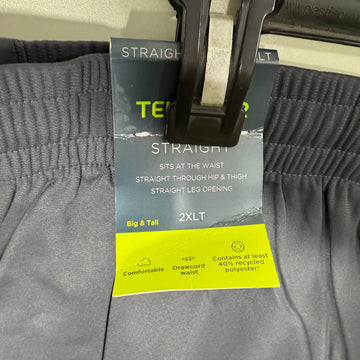 STRAIGHT
STRAIGHT
SITS AT THE WAIST
STRAIGHT THROUGH HIP & THIGH
STRAIGHT LEG OPENING
Big & Tall
2XLT
Comfortable
Drawcord waist
Contains at least
40% recycled
polyester*